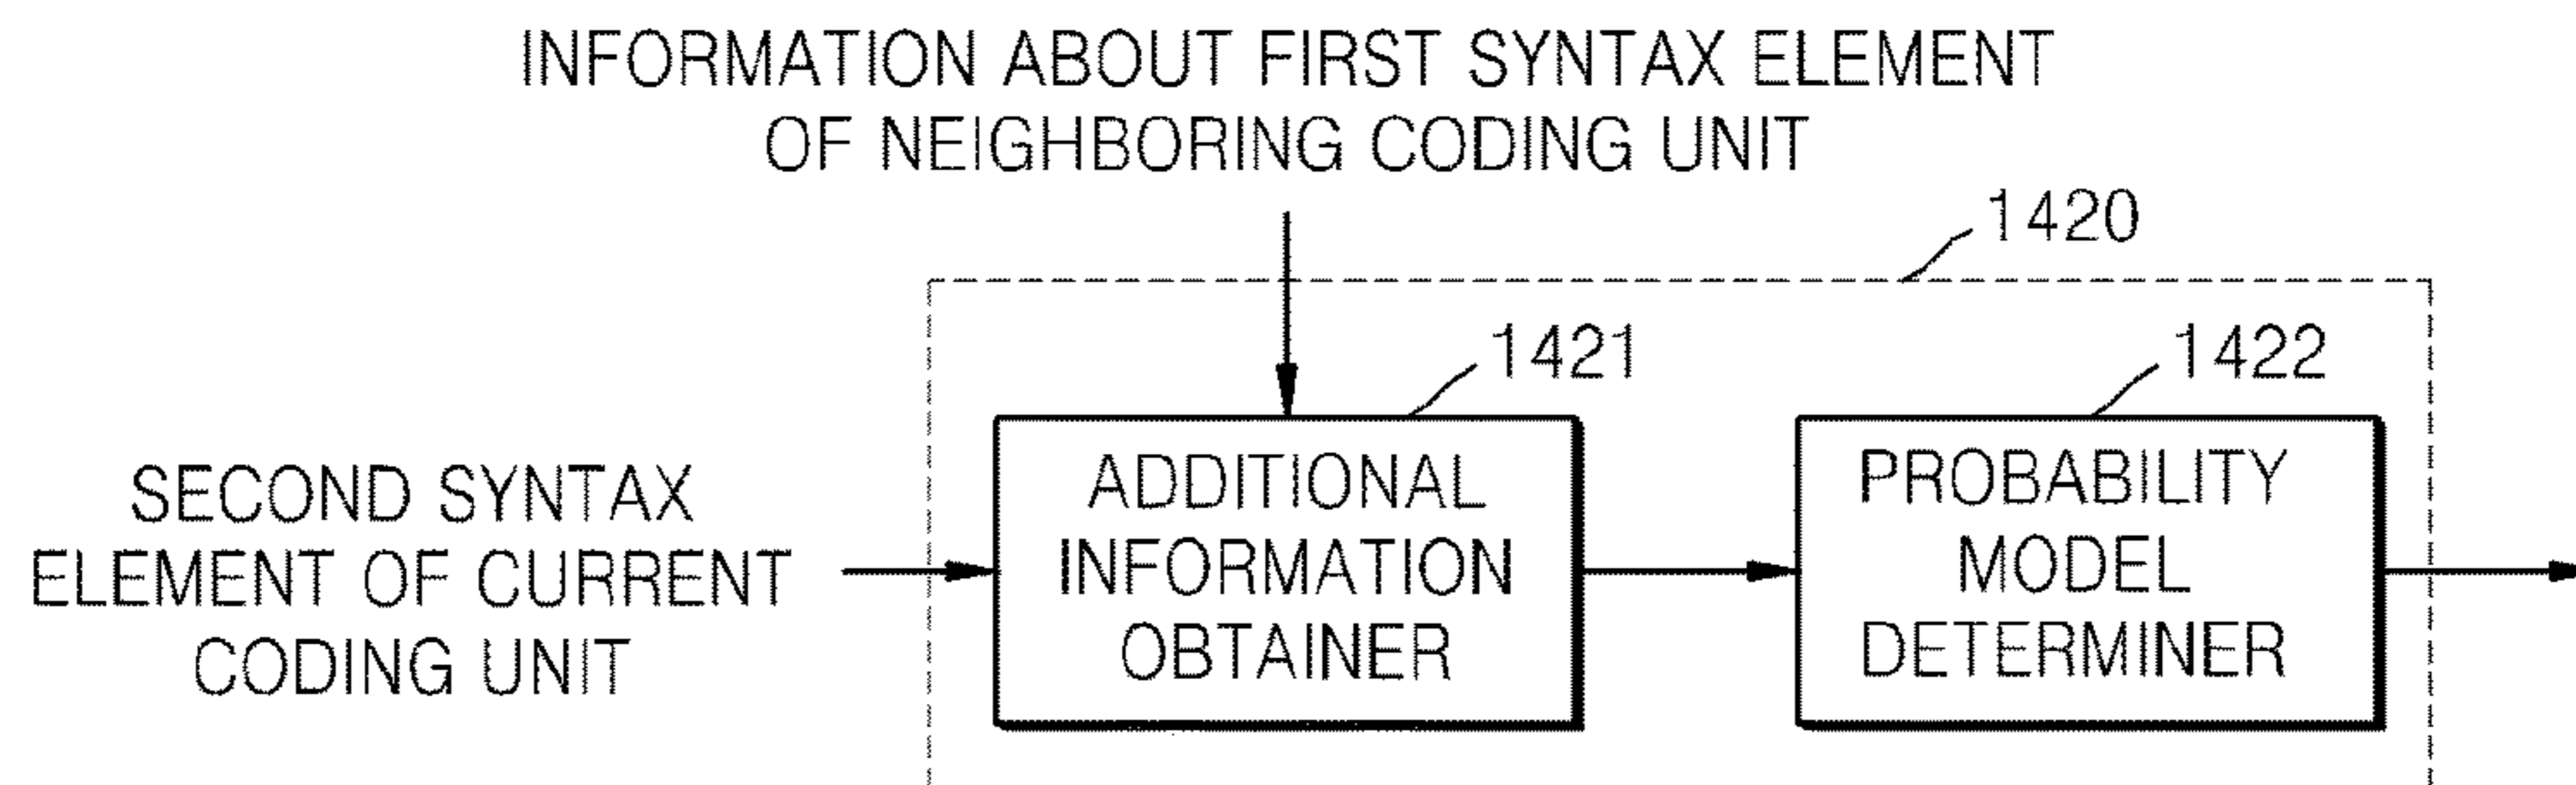 INFORMATION ABOUT FIRST SYNTAX ELEMENT
OF NEIGHBORING CODING UNIT
1420
1421
1422
SECOND SYNTAX
ELEMENT OF CURRENT
CODING UNIT
ADDITIONAL
INFORMATION
OBTAINER
PROBABILITY
MODEL
DETERMINER